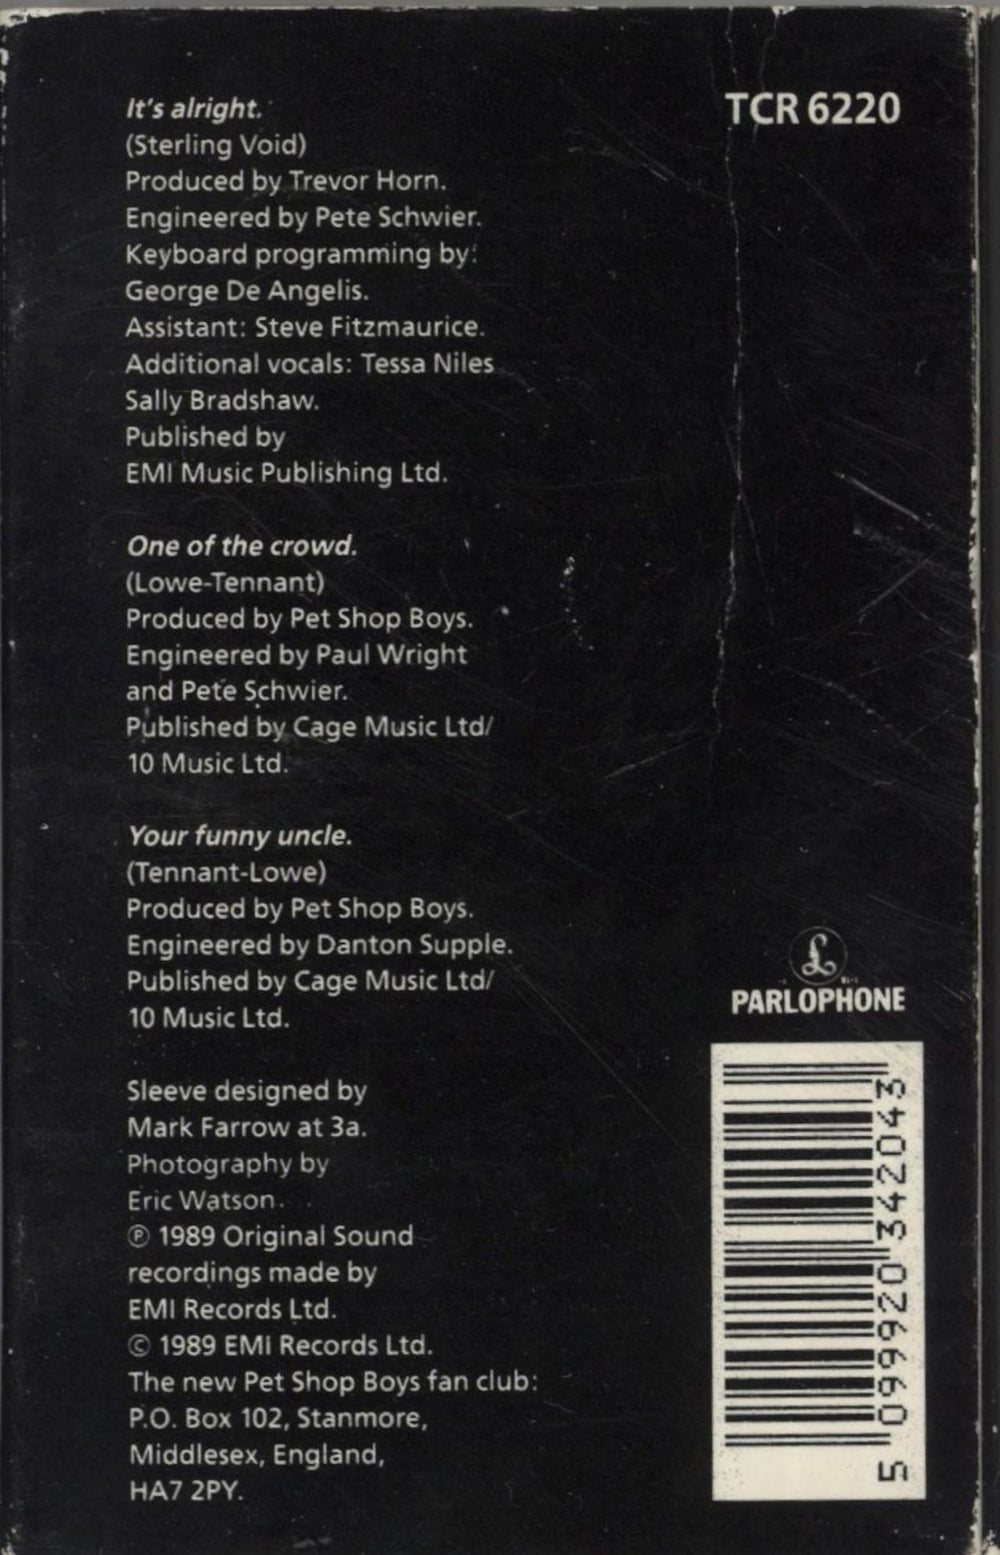 It's alright.
(Sterling Void)
Produced by Trevor Horn.
Engineered by Pete Schwier.
Keyboard programming by:
George De Angelis.
Assistant: Steve Fitzmaurice.
Additional vocals: Tessa Niles
Sally Bradshaw.
Published by
EMI Music Publishing Ltd.
One of the crowd.
(Lowe-Tennant)
Produced by Pet Shop Boys.
Engineered by Paul Wright
and Pete Schwier.
Published by Cage Music Ltd/
10 Music Ltd.
Your funny uncle.
(Tennant-Lowe)
Produced by Pet Shop Boys.
Engineered by Danton Supple.
Published by Cage Music Ltd/
10 Music Ltd.
Sleeve designed by
Mark Farrow at 3a.
Photography by
Eric Watson.
℗ 1989 Original Sound
recordings made by
EMI Records Ltd.
© 1989 EMI Records Ltd.
The new Pet Shop Boys fan club:
P.O. Box 102, Stanmore,
Middlesex, England,
HA7 2PY.
TCR 6220
£
PARLOPHONE
5 099920 342043